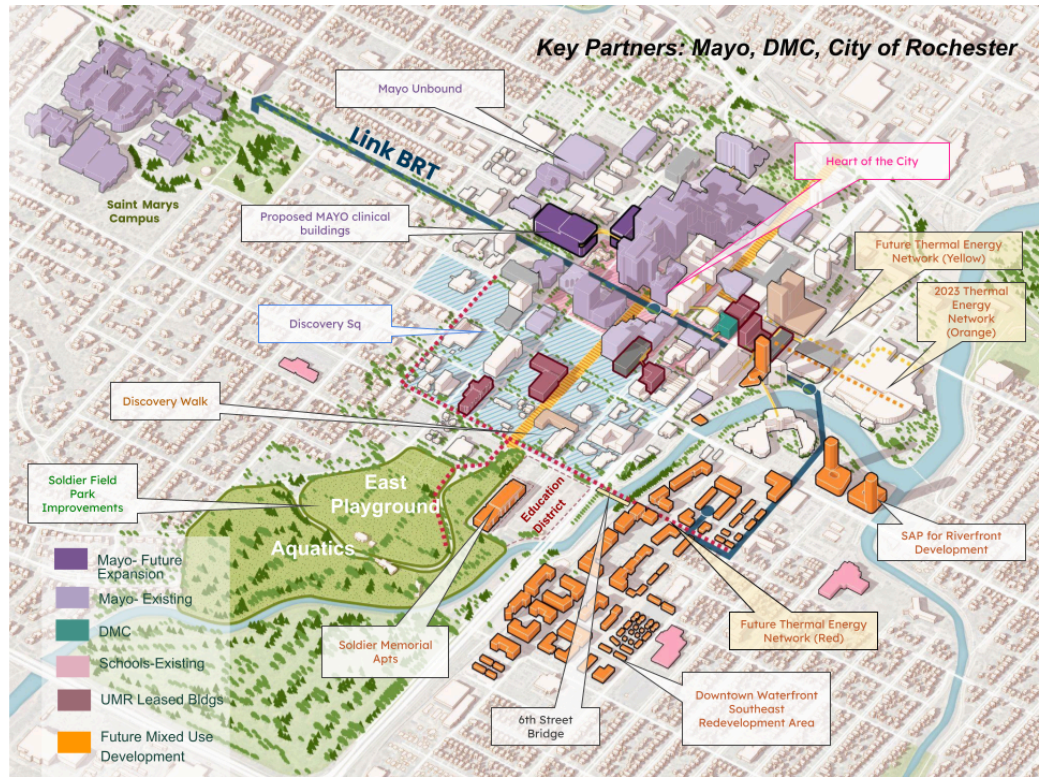 Key Partners: Mayo, DMC, City of Rochester
Mayo Unbound
Link BRT
Heart of the City
Saint Marys
Campus
Proposed MAYO clinical
buildings
Future Thermal Energy
Network (Yellow)
2023 Thermal
Energy
Network
(Orange)
Discovery Sq
Discovery Walk
Soldier Field
Park
Improvements
East
Playground
Aquatics
Education
District
SAP for Riverfront
Development
Mayo- Future
Expansion
Mayo- Existing
DMC
Schools-Existing
UMR Leased Bldgs
Future Mixed Use
Development
Soldier Memorial
Apts
Future Thermal Energy
Network (Red)
6th Street
Bridge
Downtown Waterfront
Southeast
Redevelopment Area